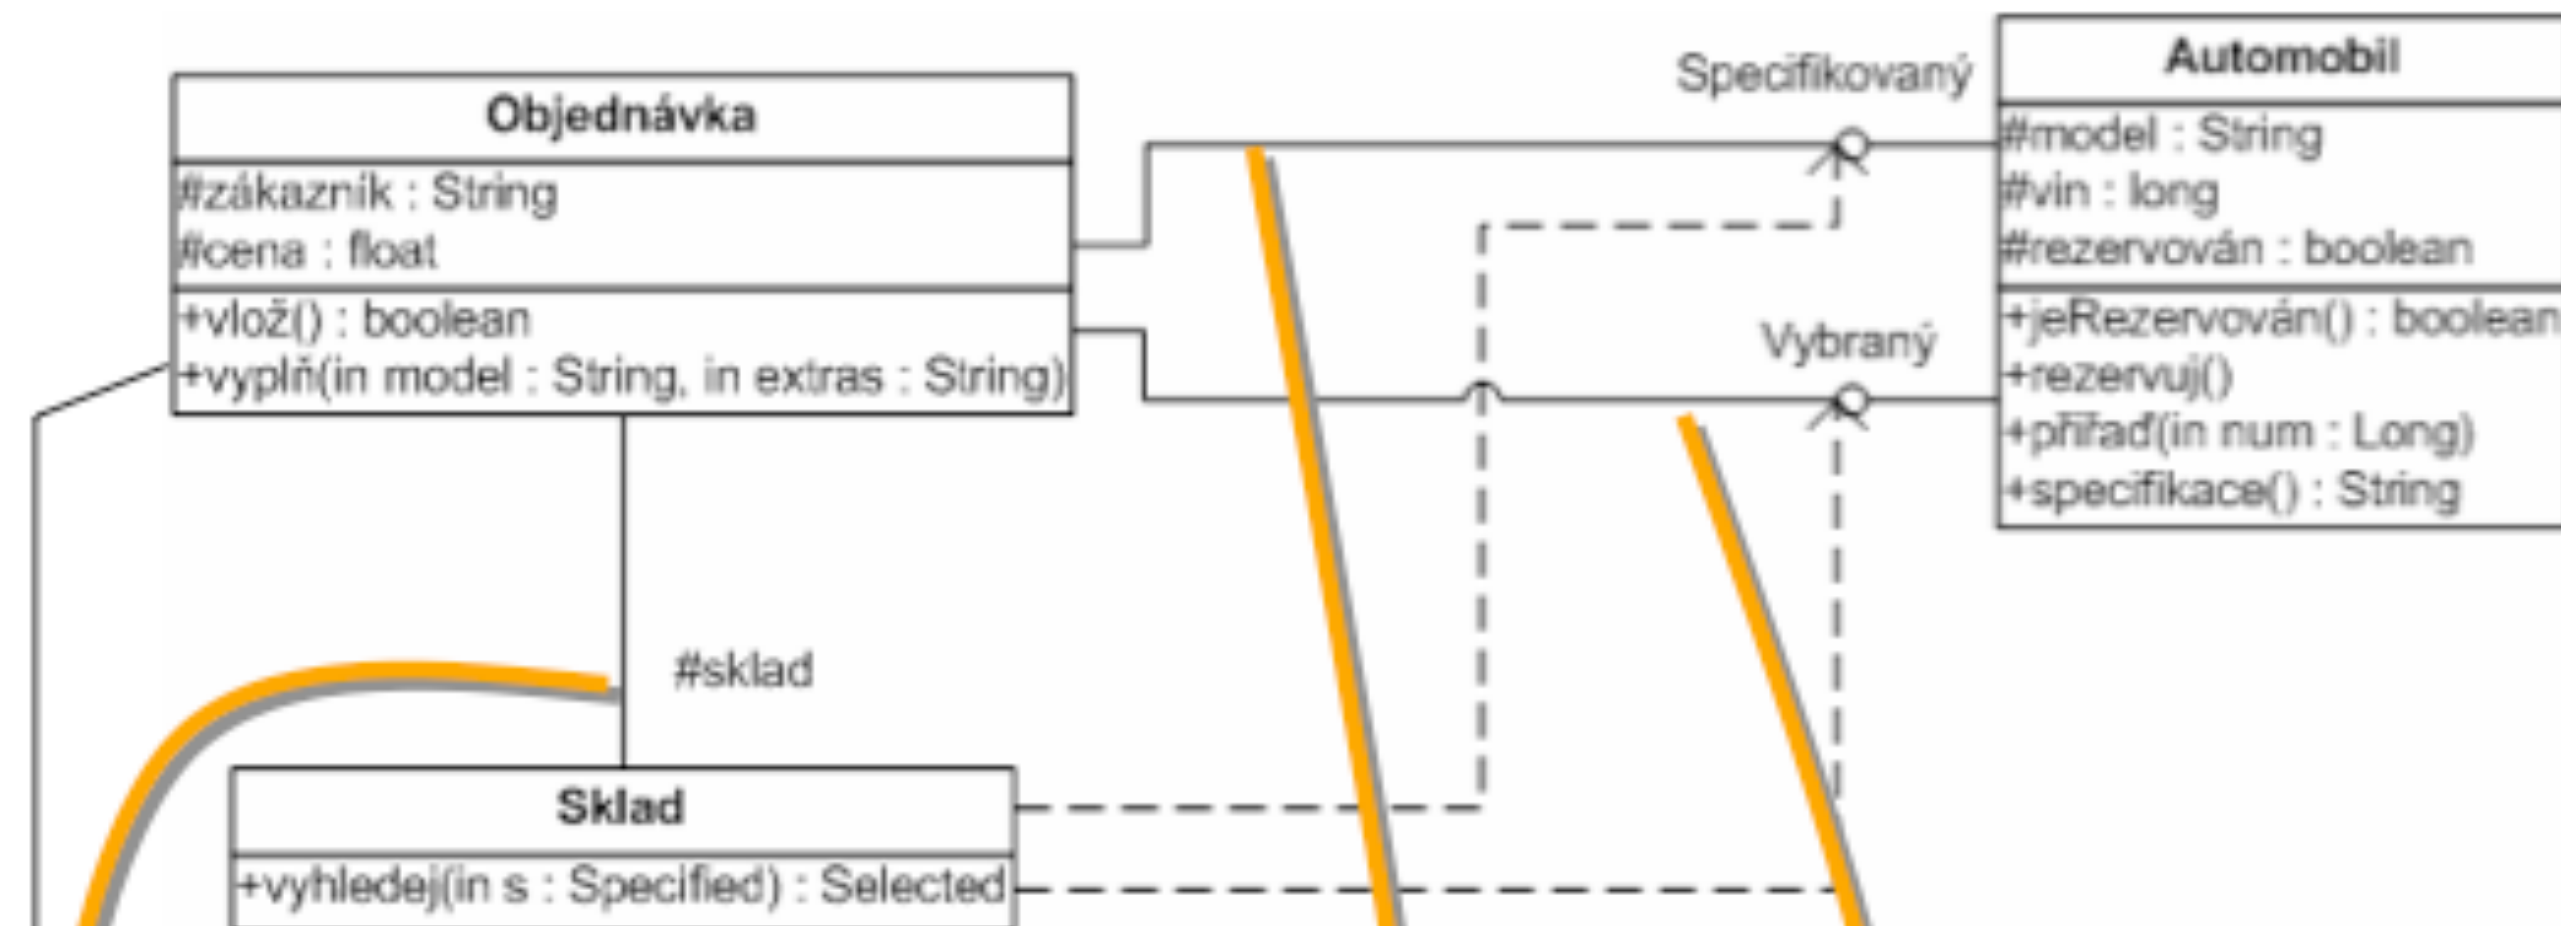 Objednávka
#zákazník : String
#cena : float
+vlož() : boolean
+vyplň(in model : String, in extras : String)
Specifikovaný
Vybraný
Automobil
#model : String
#vin : long
#rezervován : boolean
+jeRezervován() : boolean
+rezervuj()
+přiřaď(in num : Long)
+specifikace() : String
#sklad
Sklad
+vyhledej(in s : Specified) : Selected